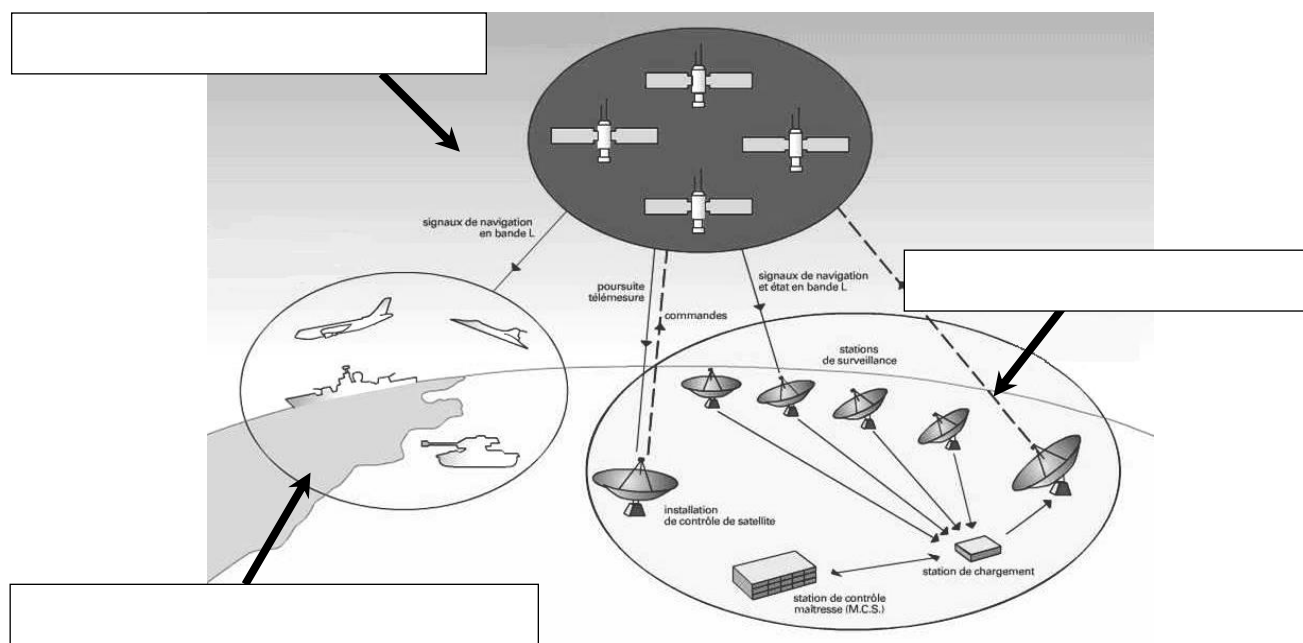 signaux de navigation
en bande L
poursuite
télémesure
commandes
signaux de navigation
et état en bande L
stations
de surveillance
installation
de contrôle de satellite
station de chargement
station de contrôle
maîtresse (M.C.S.)